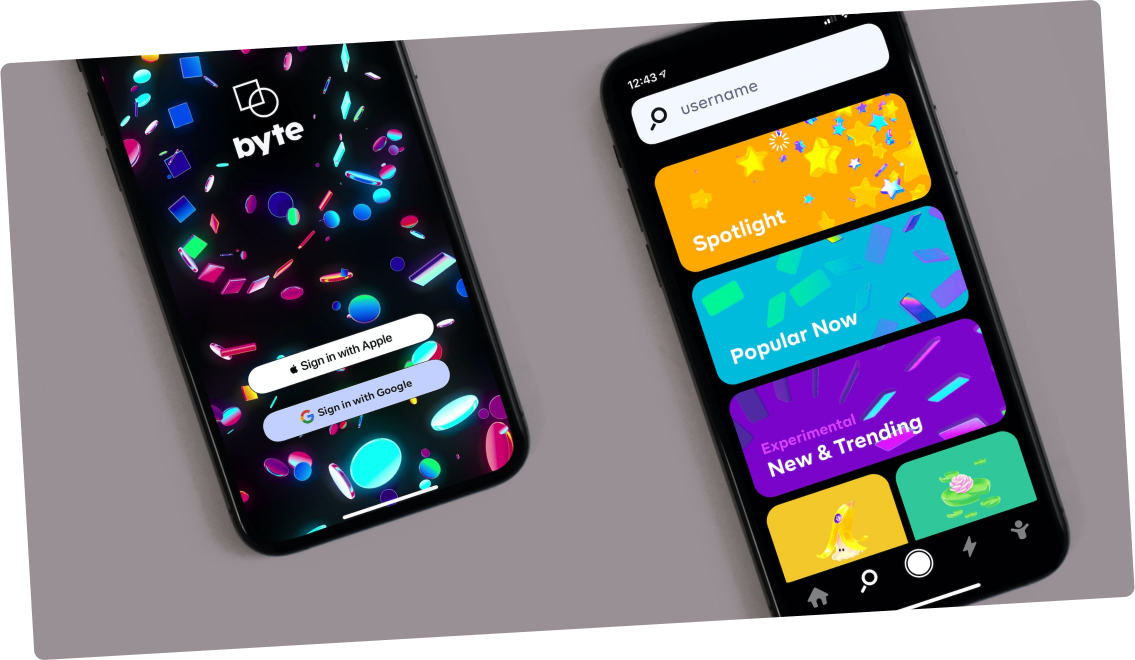 byte
Sign in with Apple
Sign in with Google
12:43
username
Spotlight
Popular Now
Experimental
New & Trending